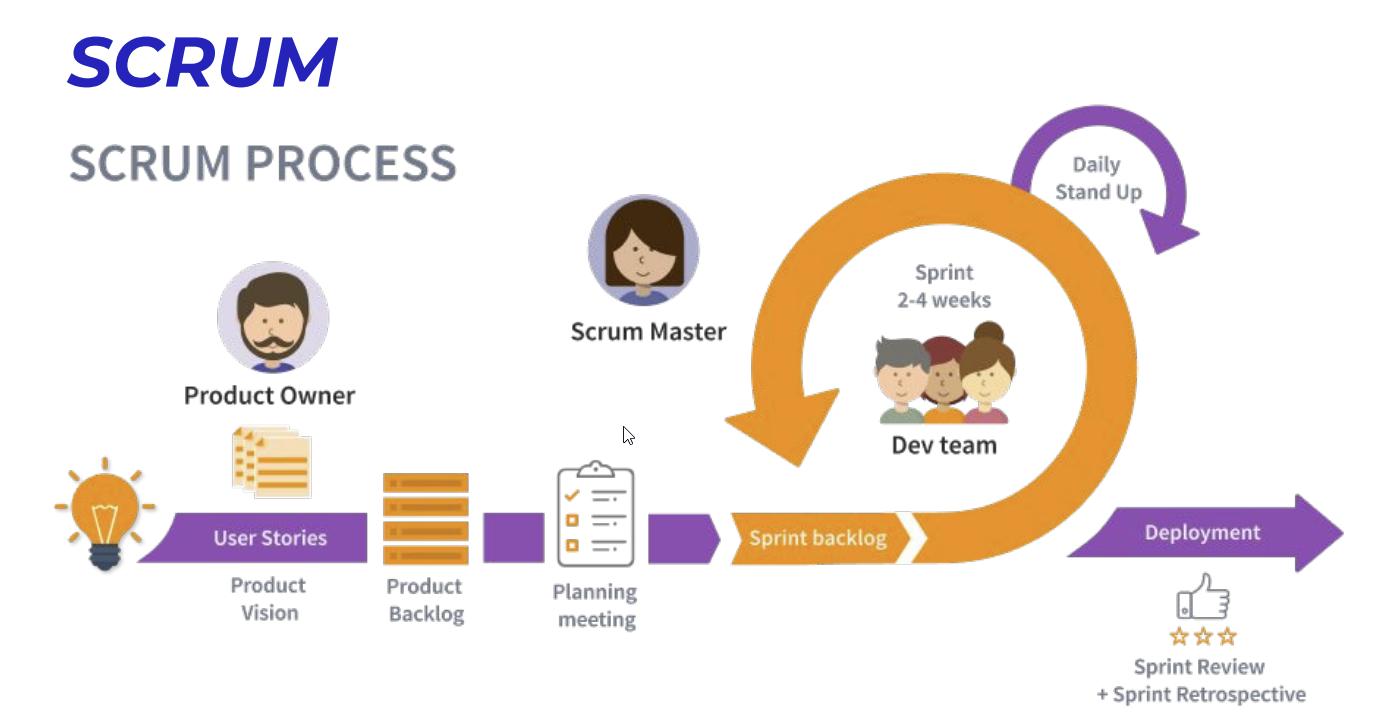 SCRUM
SCRUM PROCESS
Daily
Stand Up
Sprint
2-4 weeks
Scrum Master
Product Owner
Dev team
User Stories
Sprint backlog
Deployment
Product
Vision
Product
Backlog
Planning
meeting
Sprint Review
+ Sprint Retrospective